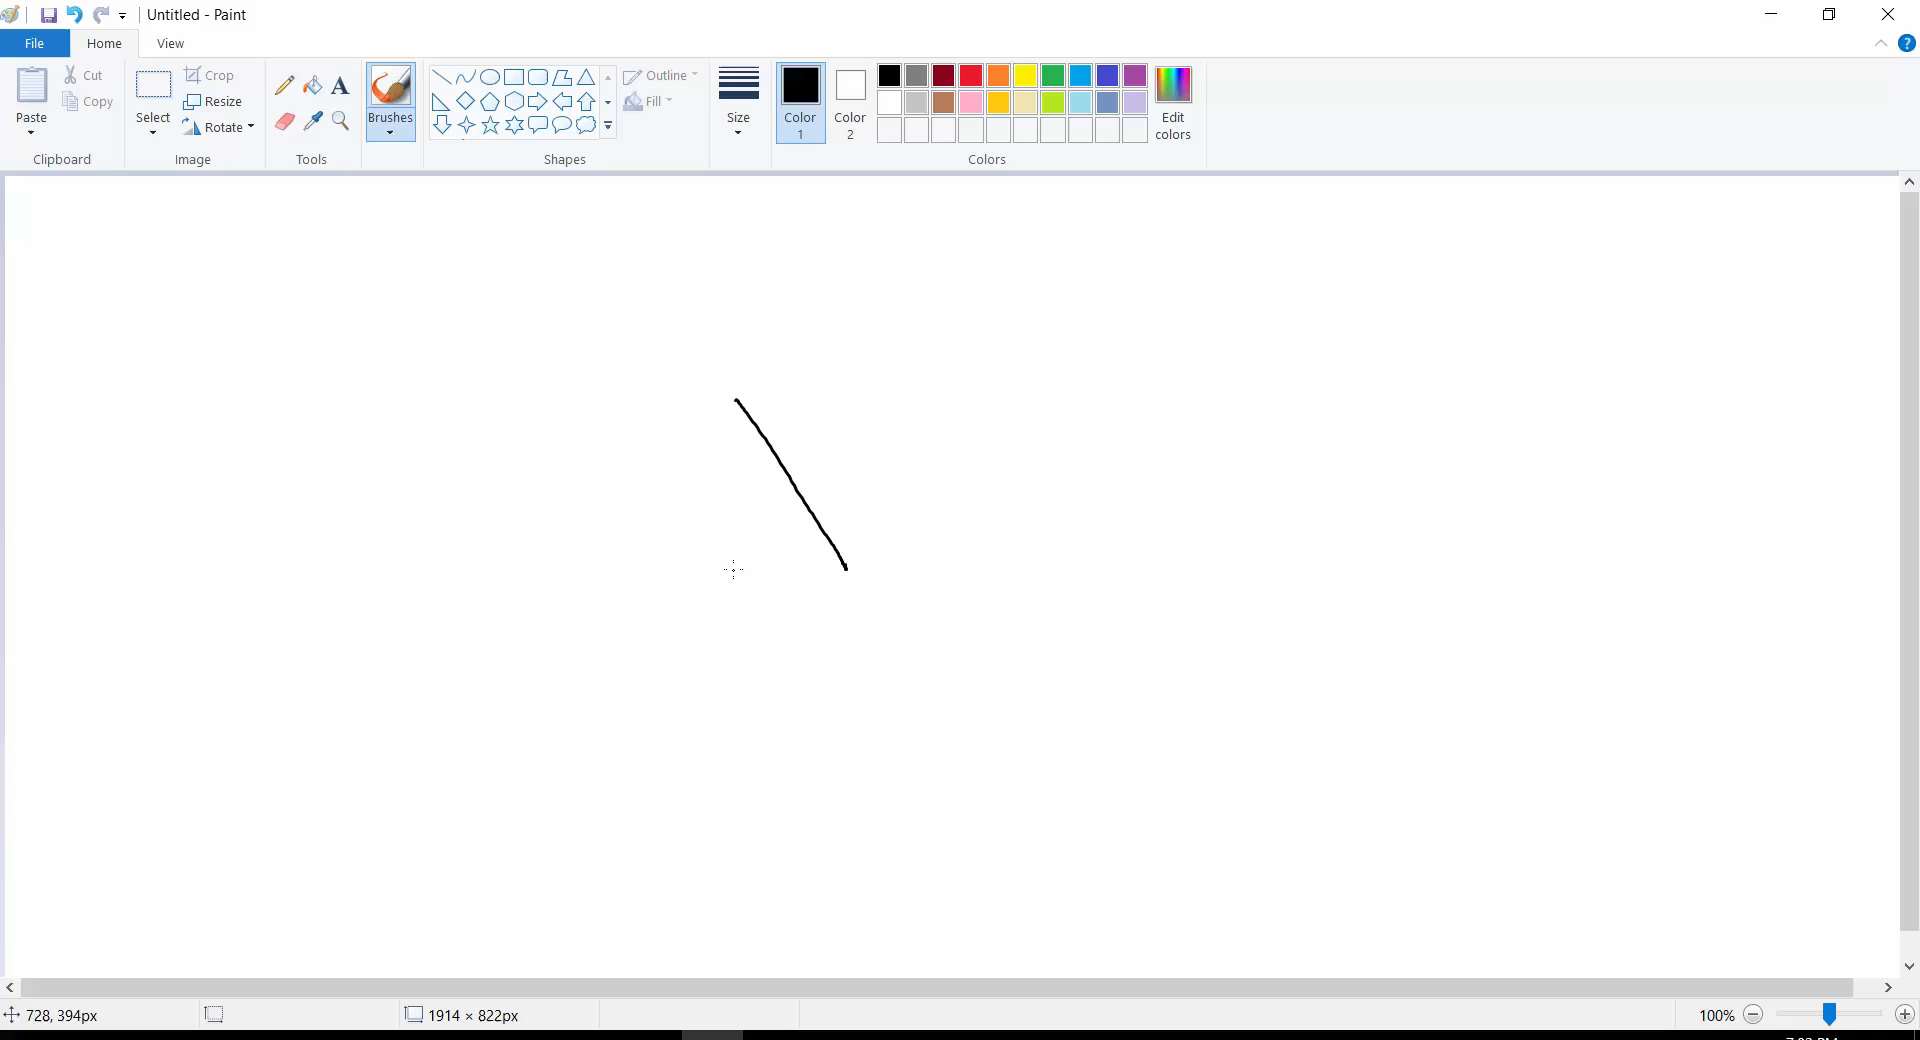 Untitled - Paint
File Home View
Paste
Cut
Copy
Clipboard
Select
Crop
Resize
Rotate
Image
A
Tools
Brushes
Outline
Fill
Shapes
Size
Color 1
Color 2
Edit colors
Colors
?
728, 394px
1914 × 822px
100%